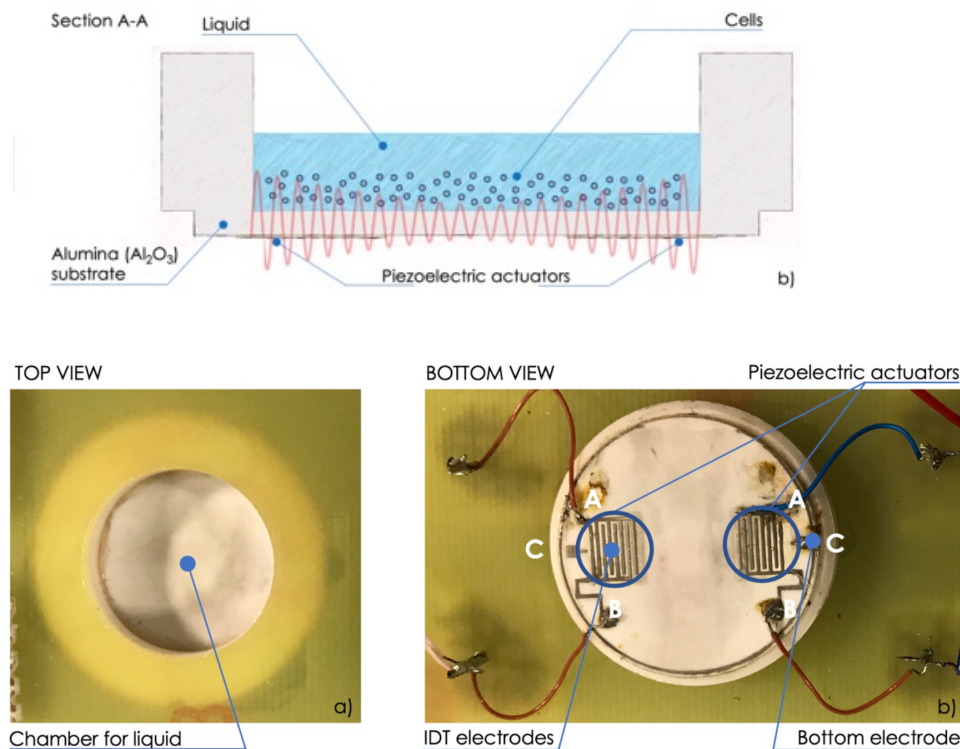 Section A-A
Liquid
Cells
Alumina (Al₂O₃)
substrate
Piezoelectric actuators
b)
TOP VIEW
BOTTOM VIEW
Piezoelectric actuators
A
A
C
C
B
B
a)
b)
Chamber for liquid
IDT electrodes
Bottom electrode